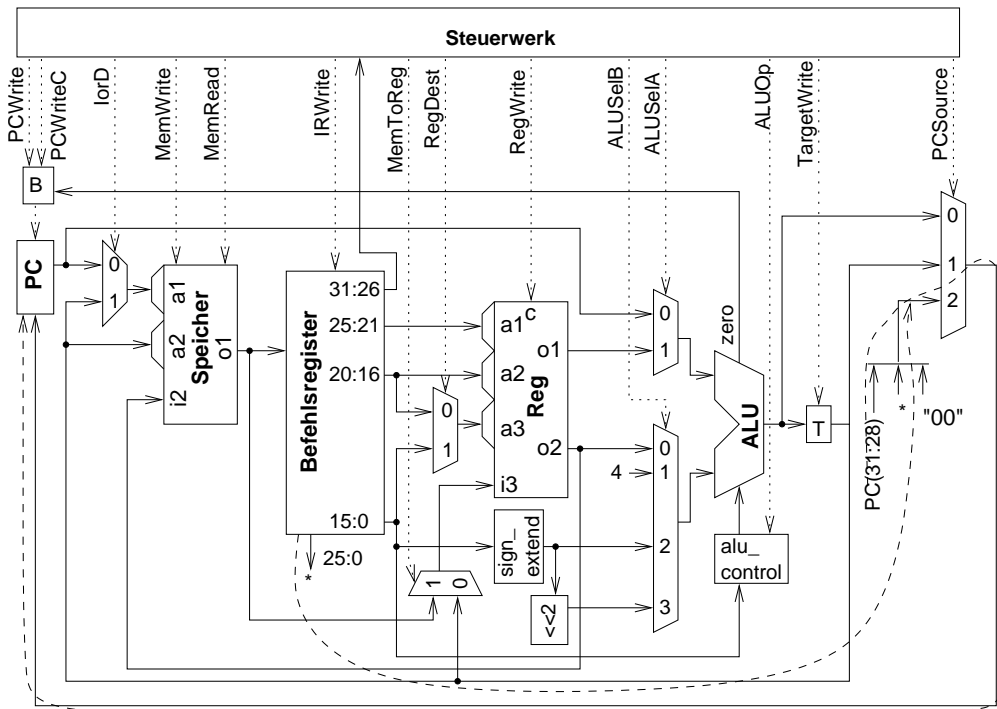 Steuerwerk
PCWrite
PCWriteC
IorD
MemWrite
MemRead
IRWrite
MemToReg
RegDest
RegWrite
ALUSelB
ALUSelA
ALUOp
TargetWrite
PCSource
B
PC
0
1
a1
a2
i2
o1
Speicher
Befehlsregister
31:26
25:21
20:16
15:0
25:0
*
0
1
a1
c
a2
a3
i3
o1
o2
Reg
1
0
sign_
extend
<<2
0
1
4
0
1
2
3
zero
ALU
alu_
control
T
0
1
2
PC(31:28)
*
"00"